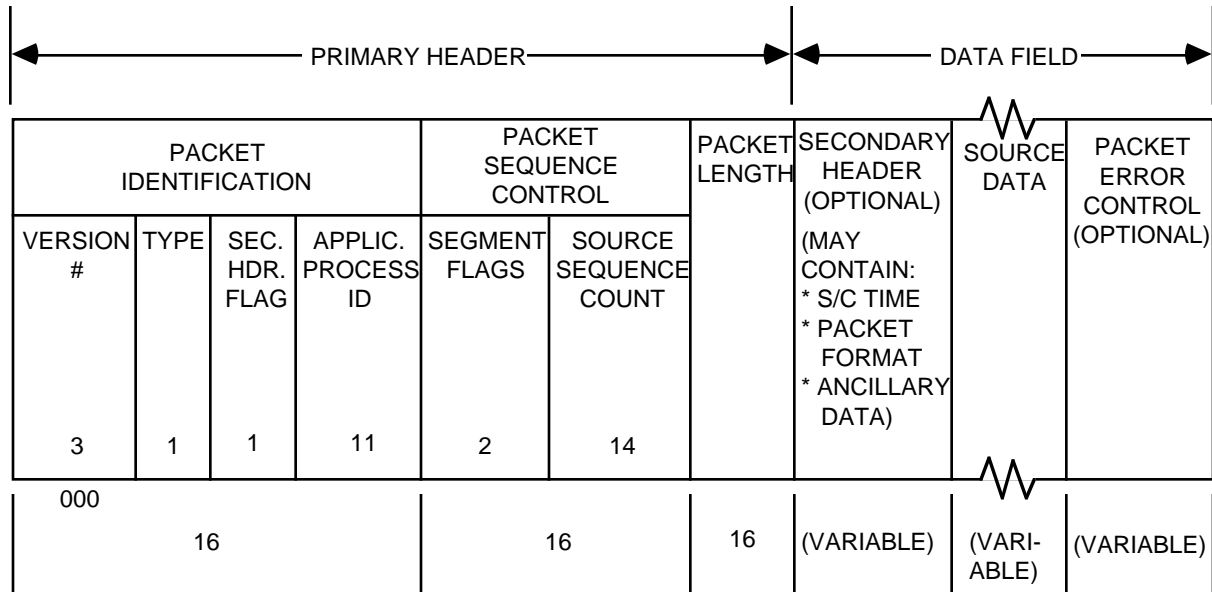 PRIMARY HEADER
DATA FIELD
PACKET
IDENTIFICATION
PACKET
SEQUENCE
CONTROL
PACKET
LENGTH
SECONDARY
HEADER
(OPTIONAL)
SOURCE
DATA
PACKET
ERROR
CONTROL
(OPTIONAL)
VERSION
#
TYPE
SEC.
HDR.
FLAG
APPLIC.
PROCESS
ID
SEGMENT
FLAGS
SOURCE
SEQUENCE
COUNT
(MAY
CONTAIN:
* S/C TIME
* PACKET
FORMAT
* ANCILLARY
DATA)
3
1
1
11
2
14
000
16
16
16
(VARIABLE)
(VARI-
ABLE)
(VARIABLE)